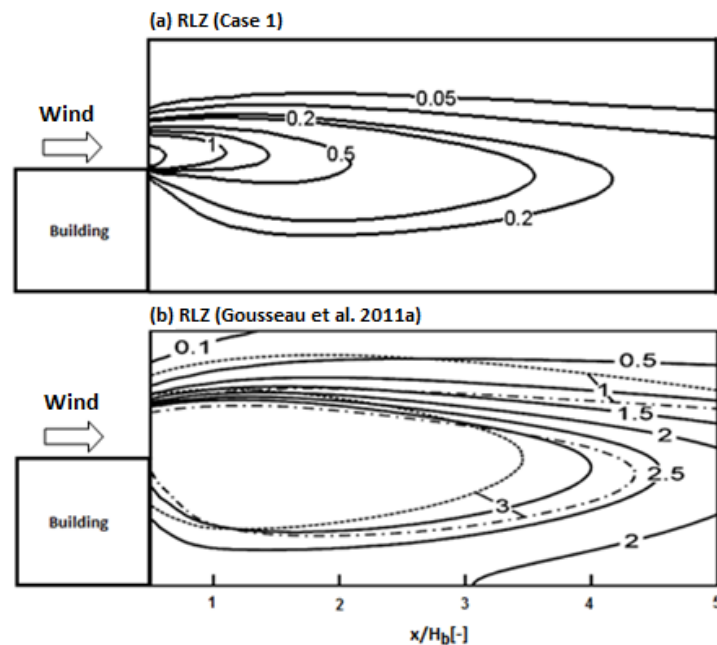 (a) RLZ (Case 1)
Wind
0.05
0.2
1
0.5
0.2
Building
(b) RLZ (Gousseau et al. 2011a)
0.1
0.5
Wind
1
1.5
2
2.5
3
Building
2
1 2 3 4 5
x/Hb[-]